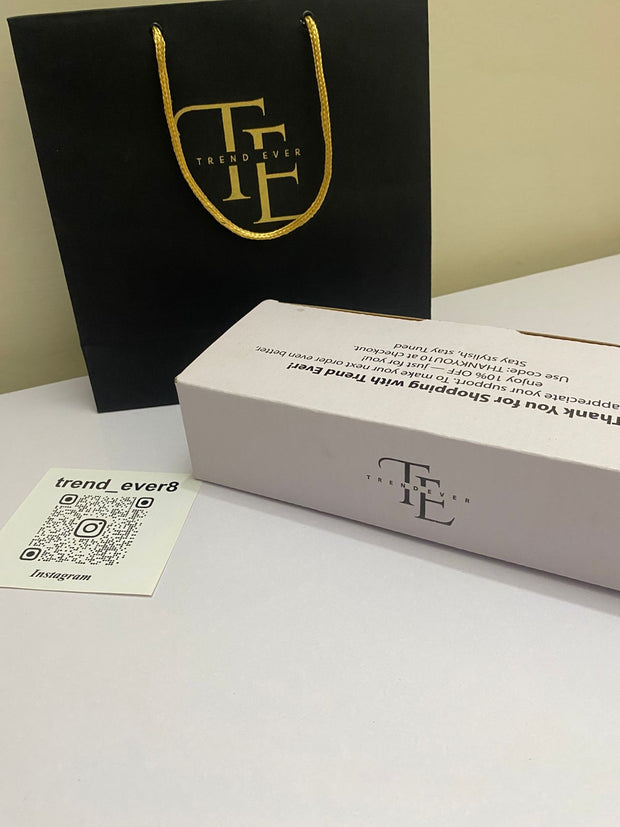 TE
TREND EVER
Thank You for Shopping with Trend Ever!
appreciate your support. To make your next order even better,
enjoy 10% OFF — just for you!
Use code: THANKYOU10 at checkout.
Stay stylish, stay Tuned
TE
TREND EVER
trend_ever8
Instagram